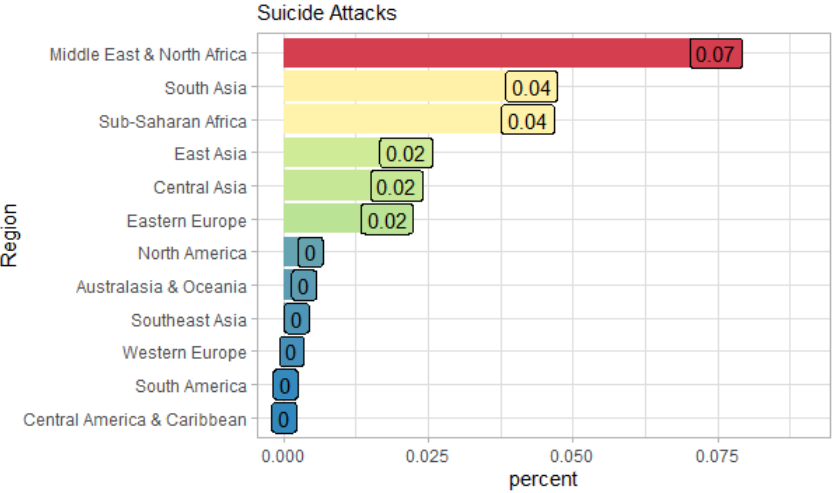 Suicide Attacks
Middle East & North Africa 0.07
South Asia 0.04
Sub-Saharan Africa 0.04
East Asia 0.02
Central Asia 0.02
Eastern Europe 0.02
North America 0
Australasia & Oceania 0
Southeast Asia 0
Western Europe 0
South America 0
Central America & Caribbean 0
Region
0.000 0.025 0.050 0.075
percent